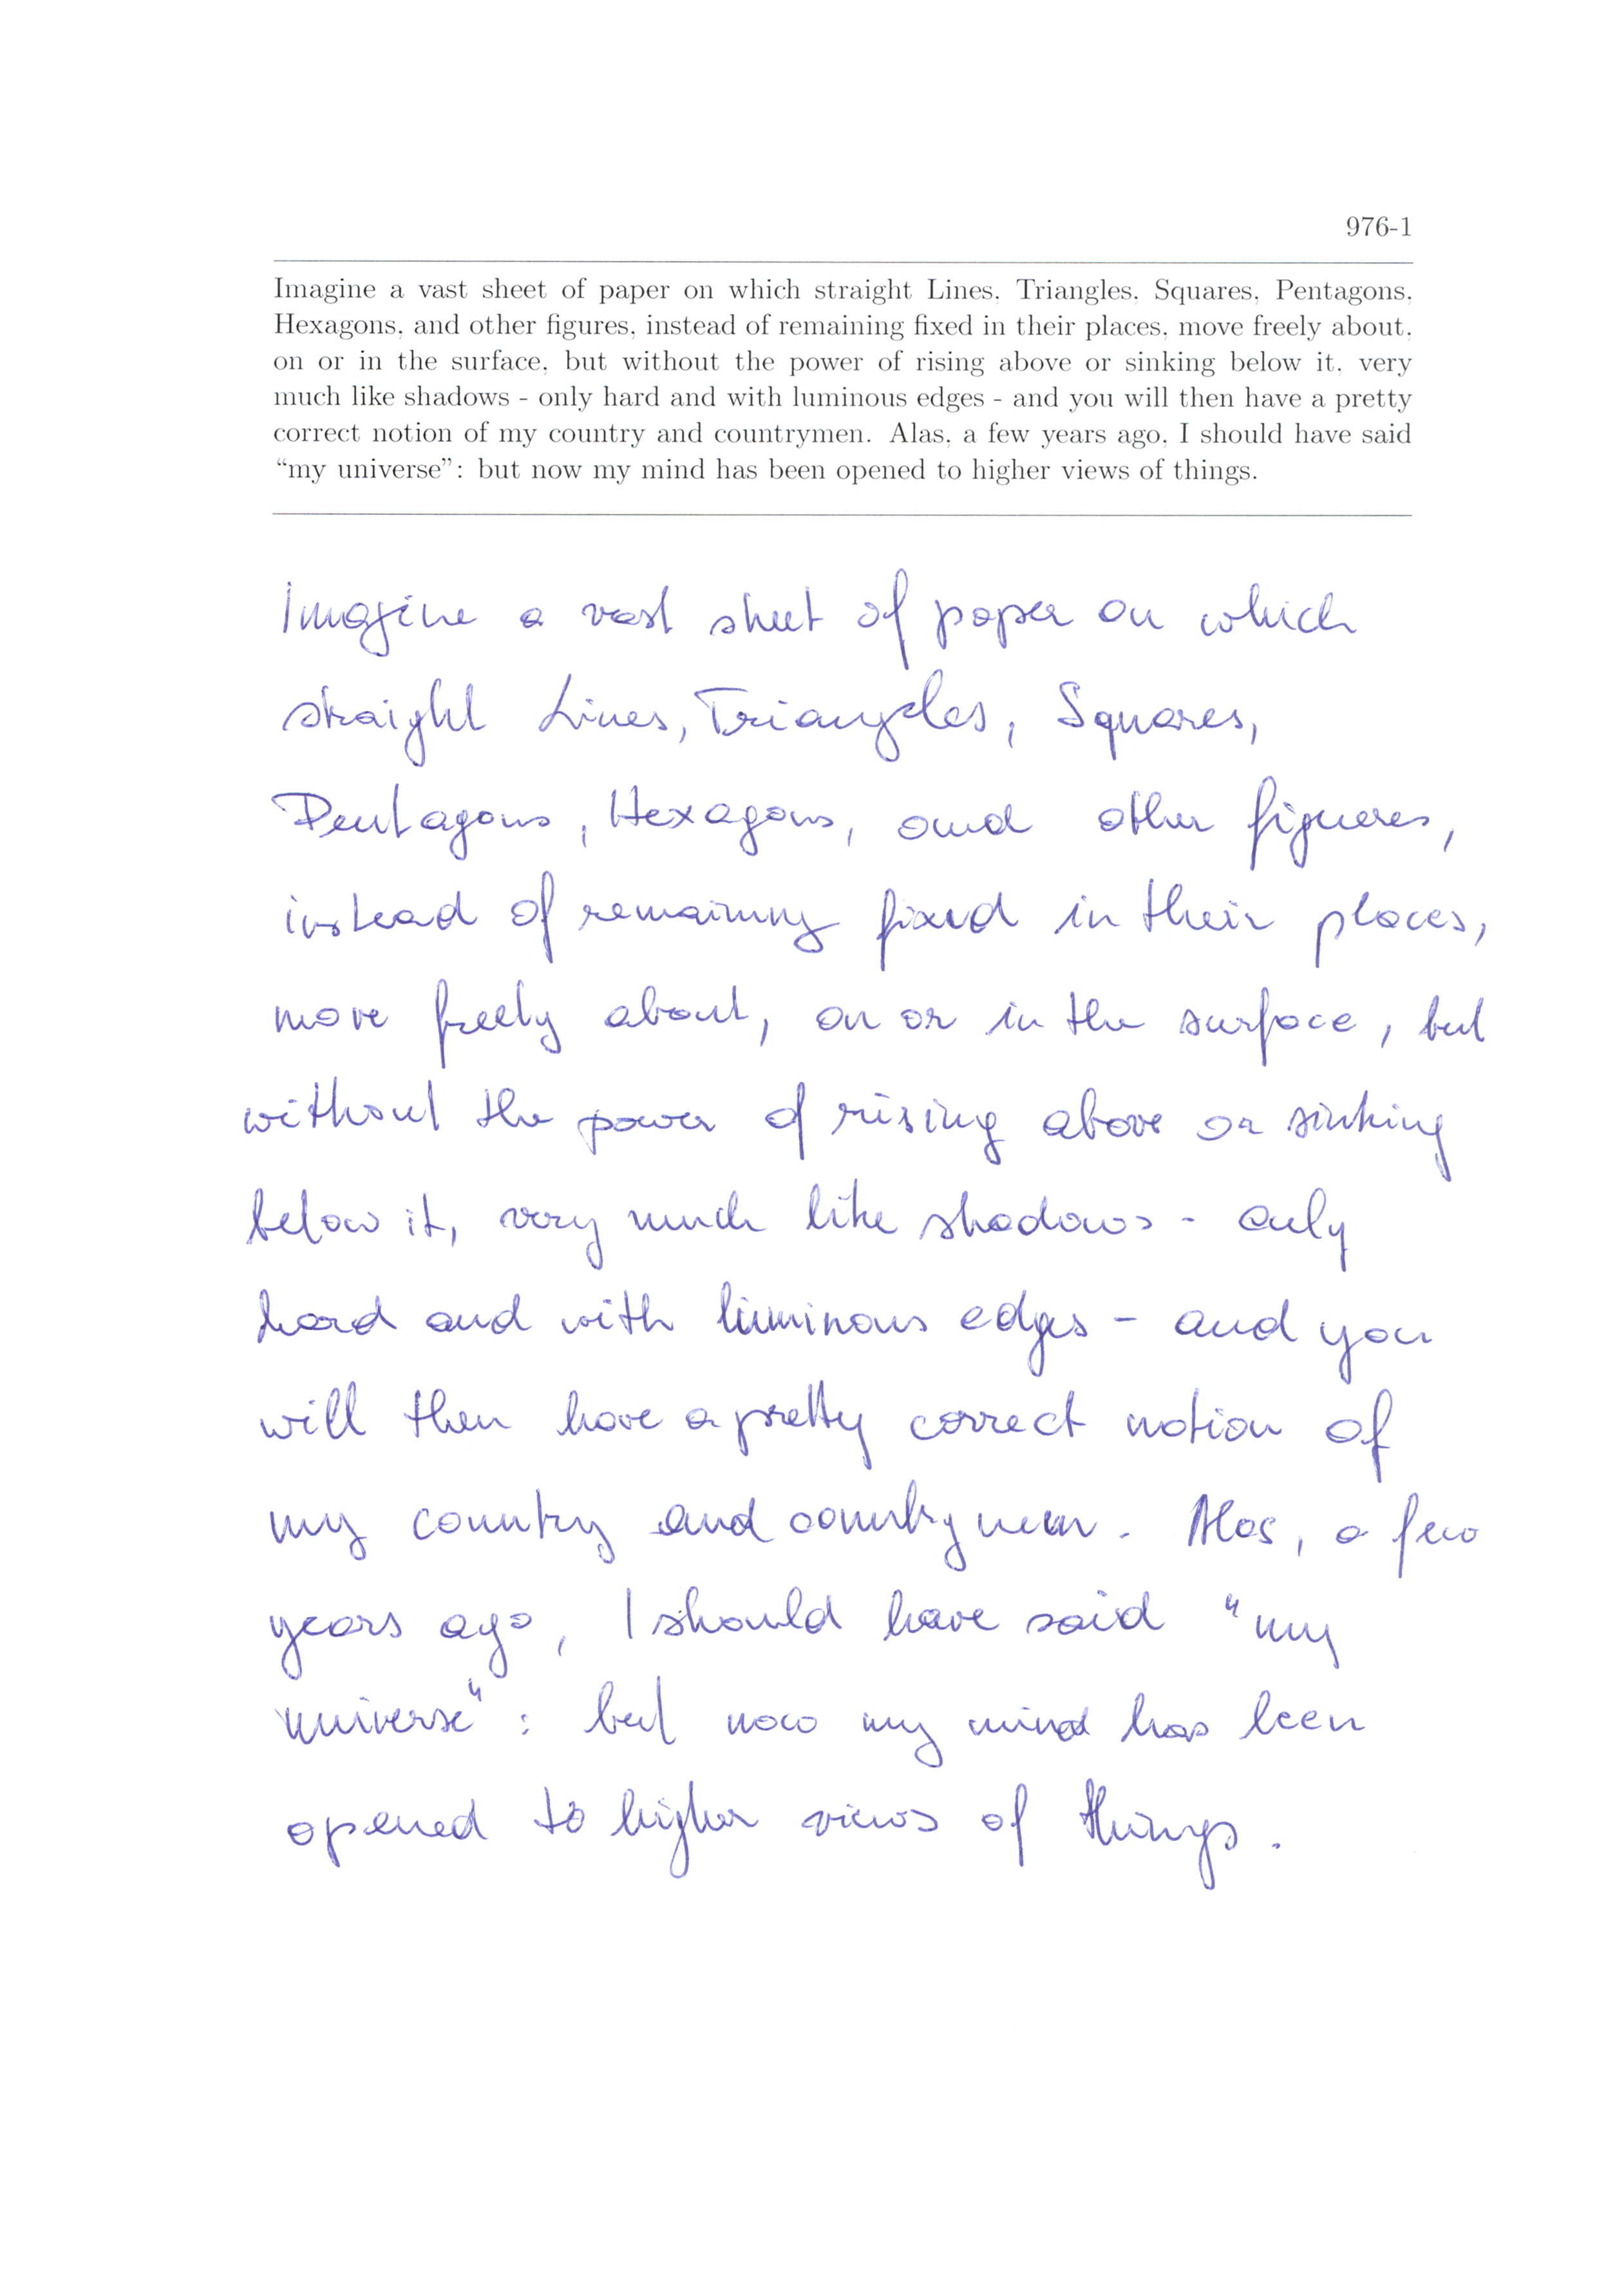 976-1
Imagine a vast sheet of paper on which straight Lines, Triangles, Squares, Pentagons,
Hexagons, and other figures, instead of remaining fixed in their places, move freely about,
on or in the surface, but without the power of rising above or sinking below it, very
much like shadows - only hard and with luminous edges - and you will then have a pretty
correct notion of my country and countrymen. Alas, a few years ago, I should have said
“my universe”: but now my mind has been opened to higher views of things.
Imagine a vast sheet of paper on which
straight Lines, Triangles, Squares,
Pentagons, Hexagons, and other figures,
instead of remaining fixed in their places,
move freely about, on or in the surface, but
without the power of rising above or sinking
below it, very much like shadows - only
hard and with luminous edges - and you
will then have a pretty correct notion of
my country and countrymen. Alas, a few
years ago, I should have said "my
universe": but now my mind has been
opened to higher views of things.